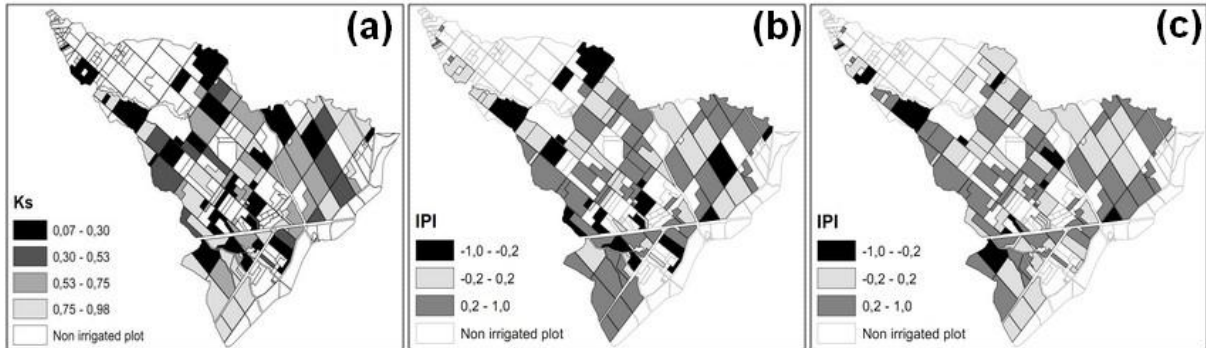 (a)
Ks
0,07 - 0,30
0,30 - 0,53
0,53 - 0,75
0,75 - 0,98
Non irrigated plot
(b)
IPI
-1,0 - -0,2
-0,2 - 0,2
0,2 - 1,0
Non irrigated plot
(c)
IPI
-1,0 - -0,2
-0,2 - 0,2
0,2 - 1,0
Non irrigated plot